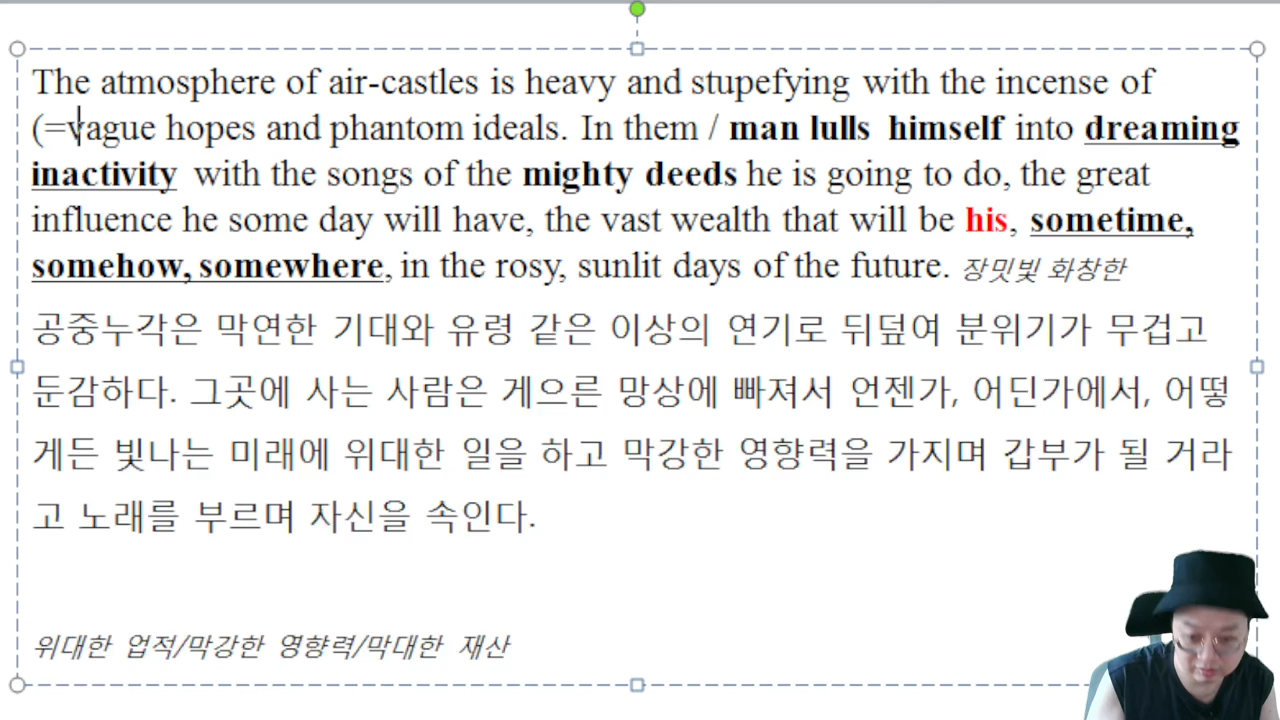 The atmosphere of air-castles is heavy and stupefying with the incense of
(=vague hopes and phantom ideals. In them / man lulls himself into dreaming
inactivity with the songs of the mighty deeds he is going to do, the great
influence he some day will have, the vast wealth that will be his, sometime,
somehow, somewhere, in the rosy, sunlit days of the future. 장밋빛 화창한
공중누각은 막연한 기대와 유령 같은 이상의 연기로 뒤덮여 분위기가 무겁고
둔감하다. 그곳에 사는 사람은 게으른 망상에 빠져서 언젠가, 어딘가에서, 어떻
게든 빛나는 미래에 위대한 일을 하고 막강한 영향력을 가지며 갑부가 될 거라
고 노래를 부르며 자신을 속인다.
위대한 업적/막강한 영향력/막대한 재산